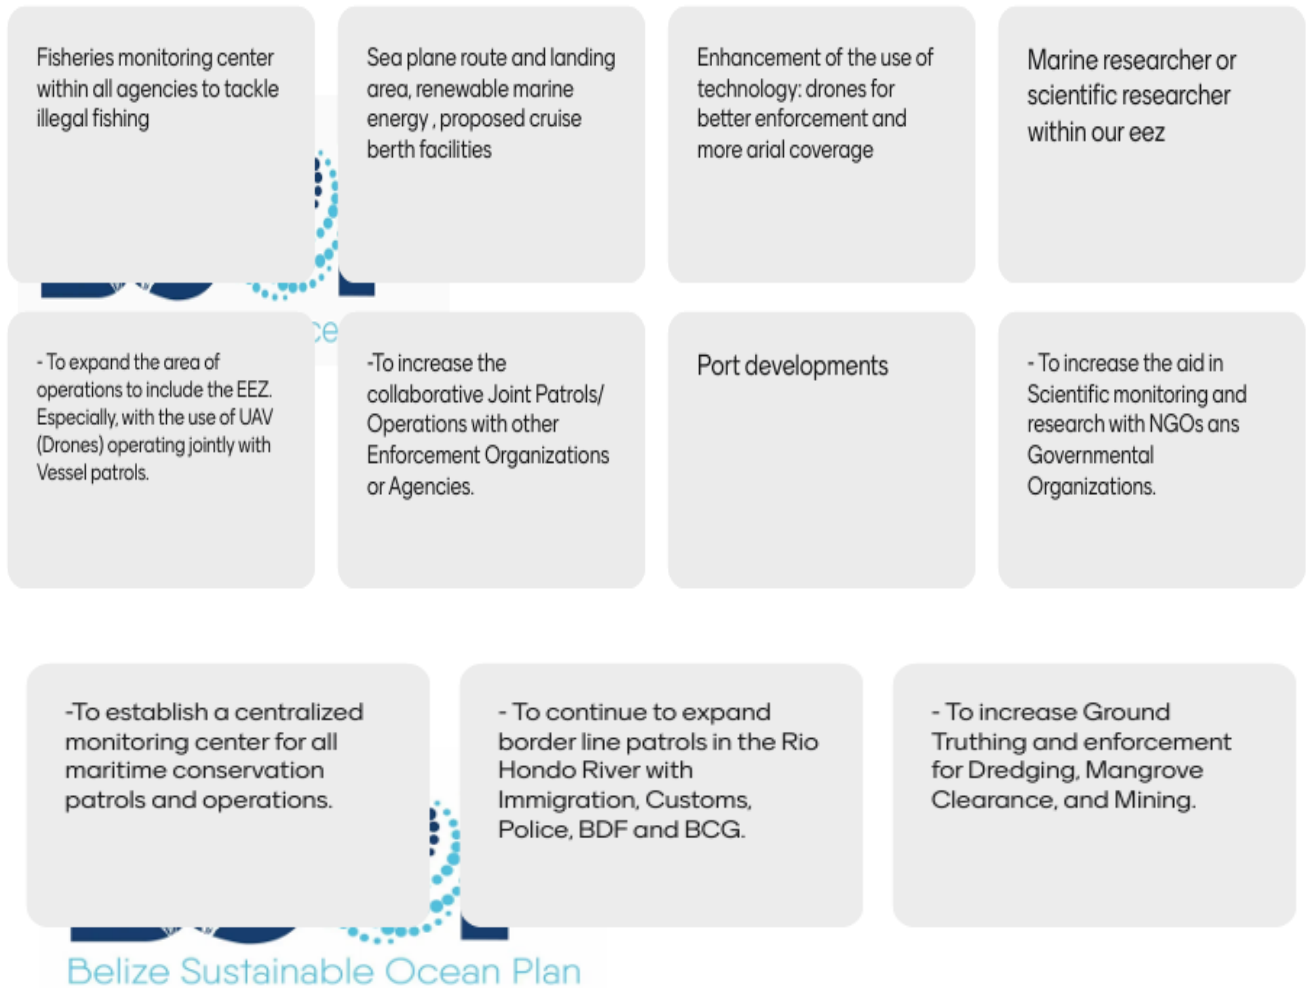 Fisheries monitoring center
within all agencies to tackle
illegal fishing
Sea plane route and landing
area, renewable marine
energy , proposed cruise
berth facilities
Enhancement of the use of
technology: drones for
better enforcement and
more arial coverage
Marine researcher or
scientific researcher
within our eez
- To expand the area of
operations to include the EEZ.
Especially, with the use of UAV
(Drones) operating jointly with
Vessel patrols.
-To increase the
collaborative Joint Patrols/
Operations with other
Enforcement Organizations
or Agencies.
Port developments
- To increase the aid in
Scientific monitoring and
research with NGOs ans
Governmental
Organizations.
-To establish a centralized
monitoring center for all
maritime conservation
patrols and operations.
- To continue to expand
border line patrols in the Rio
Hondo River with
Immigration, Customs,
Police, BDF and BCG.
- To increase Ground
Truthing and enforcement
for Dredging, Mangrove
Clearance, and Mining.
Belize Sustainable Ocean Plan